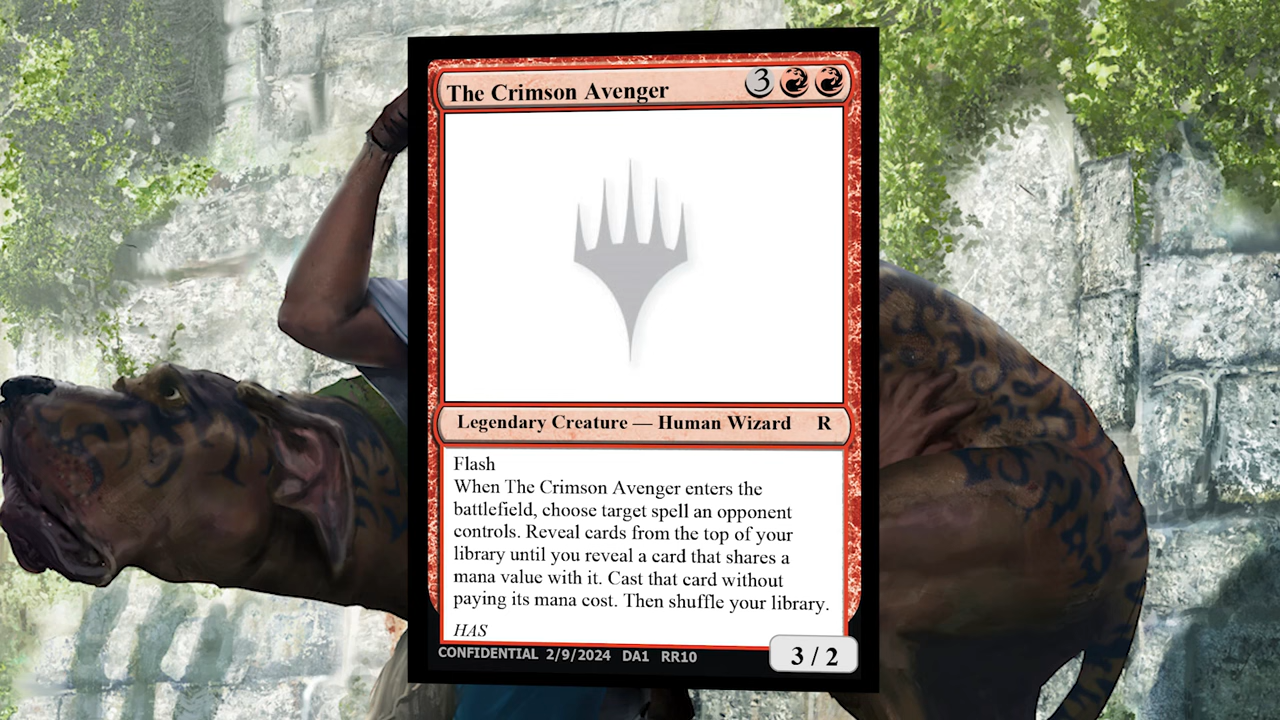 The Crimson Avenger 3
Legendary Creature — Human Wizard R
Flash
When The Crimson Avenger enters the
battlefield, choose target spell an opponent
controls. Reveal cards from the top of your
library until you reveal a card that shares a
mana value with it. Cast that card without
paying its mana cost. Then shuffle your library.
HAS
CONFIDENTIAL 2/9/2024 DA1 RR10
3 / 2